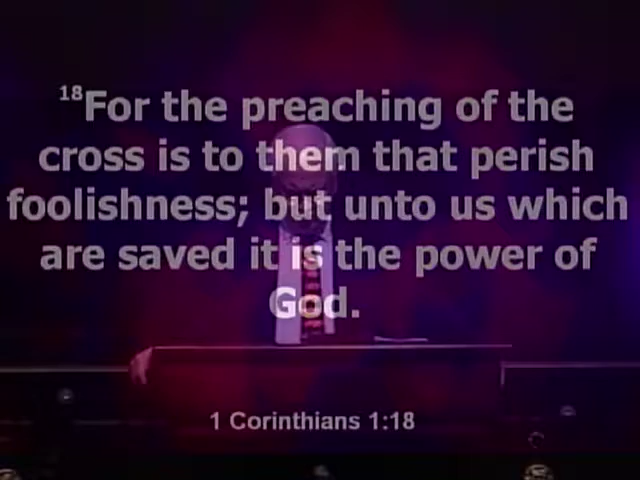 18For the preaching of the
cross is to them that perish
foolishness; but unto us which
are saved it is the power of
God.
1 Corinthians 1:18